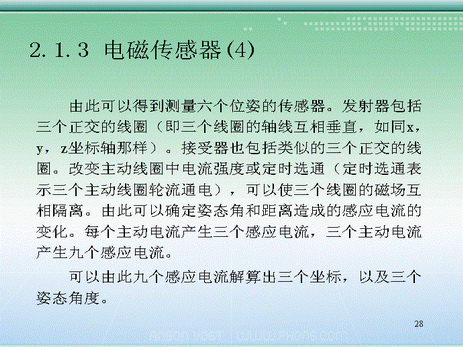 2.1.3 电磁传感器(4)
由此可以得到测量六个位姿的传感器。发射器包括
三个正交的线圈（即三个线圈的轴线互相垂直，如同x，
y，z坐标轴那样）。接受器也包括类似的三个正交的线
圈。改变主动线圈中电流强度或定时选通（定时选通表
示三个主动线圈轮流通电），可以使三个线圈的磁场互
相隔离。由此可以确定姿态角和距离造成的感应电流的
变化。每个主动电流产生三个感应电流，三个主动电流
产生九个感应电流。
可以由此九个感应电流解算出三个坐标，以及三个
姿态角度。
28